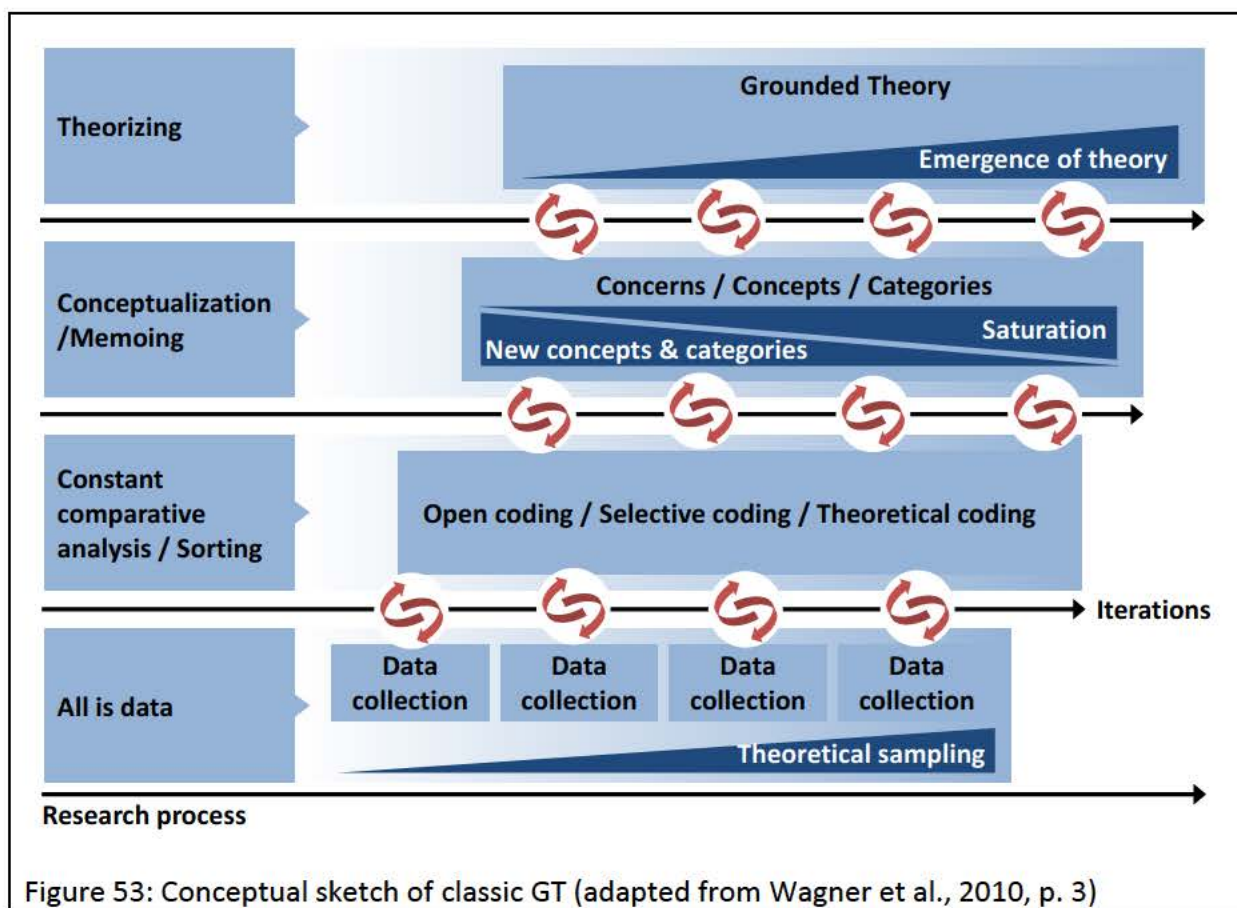 Theorizing
Grounded Theory
Emergence of theory
Conceptualization
/Memoing
Concerns / Concepts / Categories
Saturation
New concepts & categories
Constant
comparative
analysis / Sorting
Open coding / Selective coding / Theoretical coding
Iterations
All is data
Data
collection
Data
collection
Data
collection
Data
collection
Theoretical sampling
Research process
Figure 53: Conceptual sketch of classic GT (adapted from Wagner et al., 2010, p. 3)